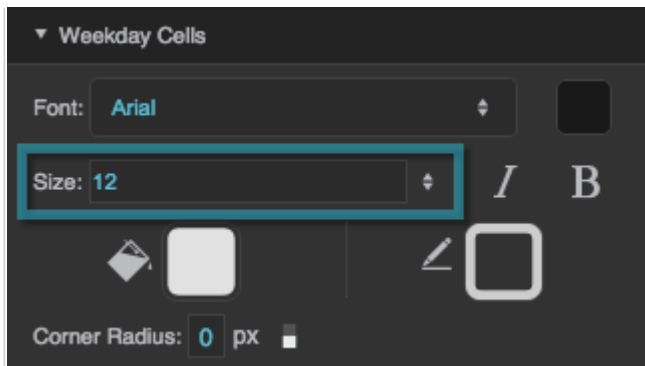 Weekday Cells
Font: Arial
Size: 12 I B
Corner Radius: 0 px